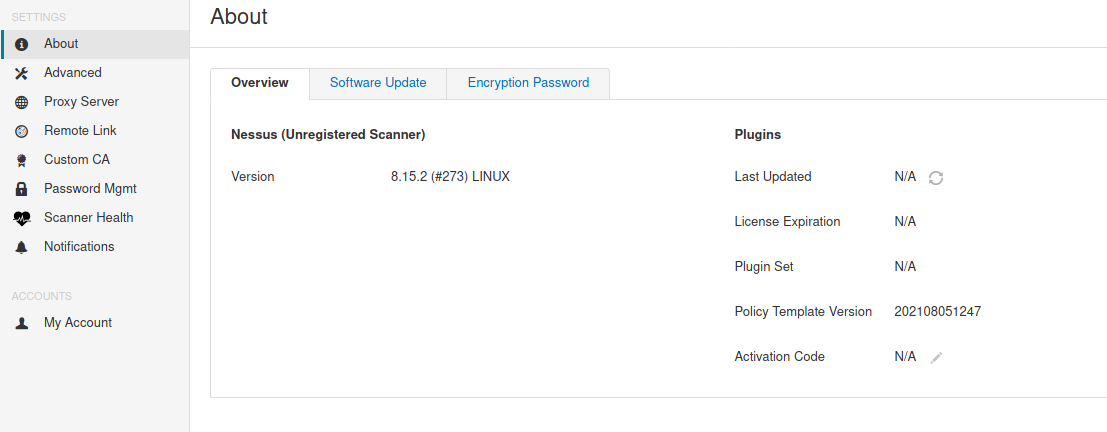 SETTINGS
About
Advanced
Proxy Server
Remote Link
Custom CA
Password Mgmt
Scanner Health
Notifications
ACCOUNTS
My Account
About
Overview Software Update Encryption Password
Nessus (Unregistered Scanner)
Version 8.15.2 (#273) LINUX
Plugins
Last Updated N/A
License Expiration N/A
Plugin Set N/A
Policy Template Version 202108051247
Activation Code N/A